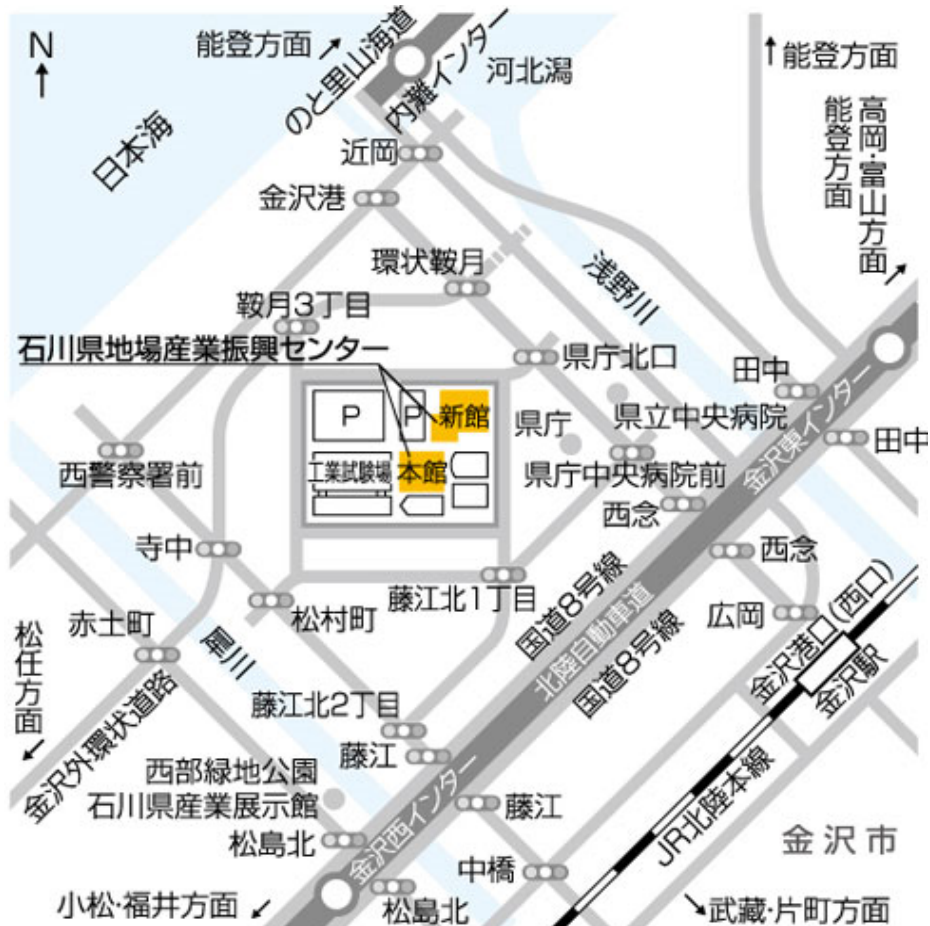 N
能登方面
のと里山海道
内灘インター
河北潟
能登方面
高岡・富山方面
能登方面
日本海
近岡
金沢港
環状鞍月
浅野川
鞍月3丁目
石川県地場産業振興センター
県庁北口
田中
P
P
新館
県庁
県立中央病院
金沢東インター
田中
西警察署前
工業試験場
本館
県庁中央病院前
西念
寺中
西念
藤江北1丁目
国道8号線
北陸自動車道
国道8号線
広岡
金沢港口(西口)
金沢駅
松村町
赤土町
松任方面
金沢外環状道路
藤江北2丁目
藤江
西部緑地公園
石川県産業展示館
藤江
JR北陸本線
松島北
金沢西インター
金沢市
中橋
小松・福井方面
松島北
武蔵・片町方面